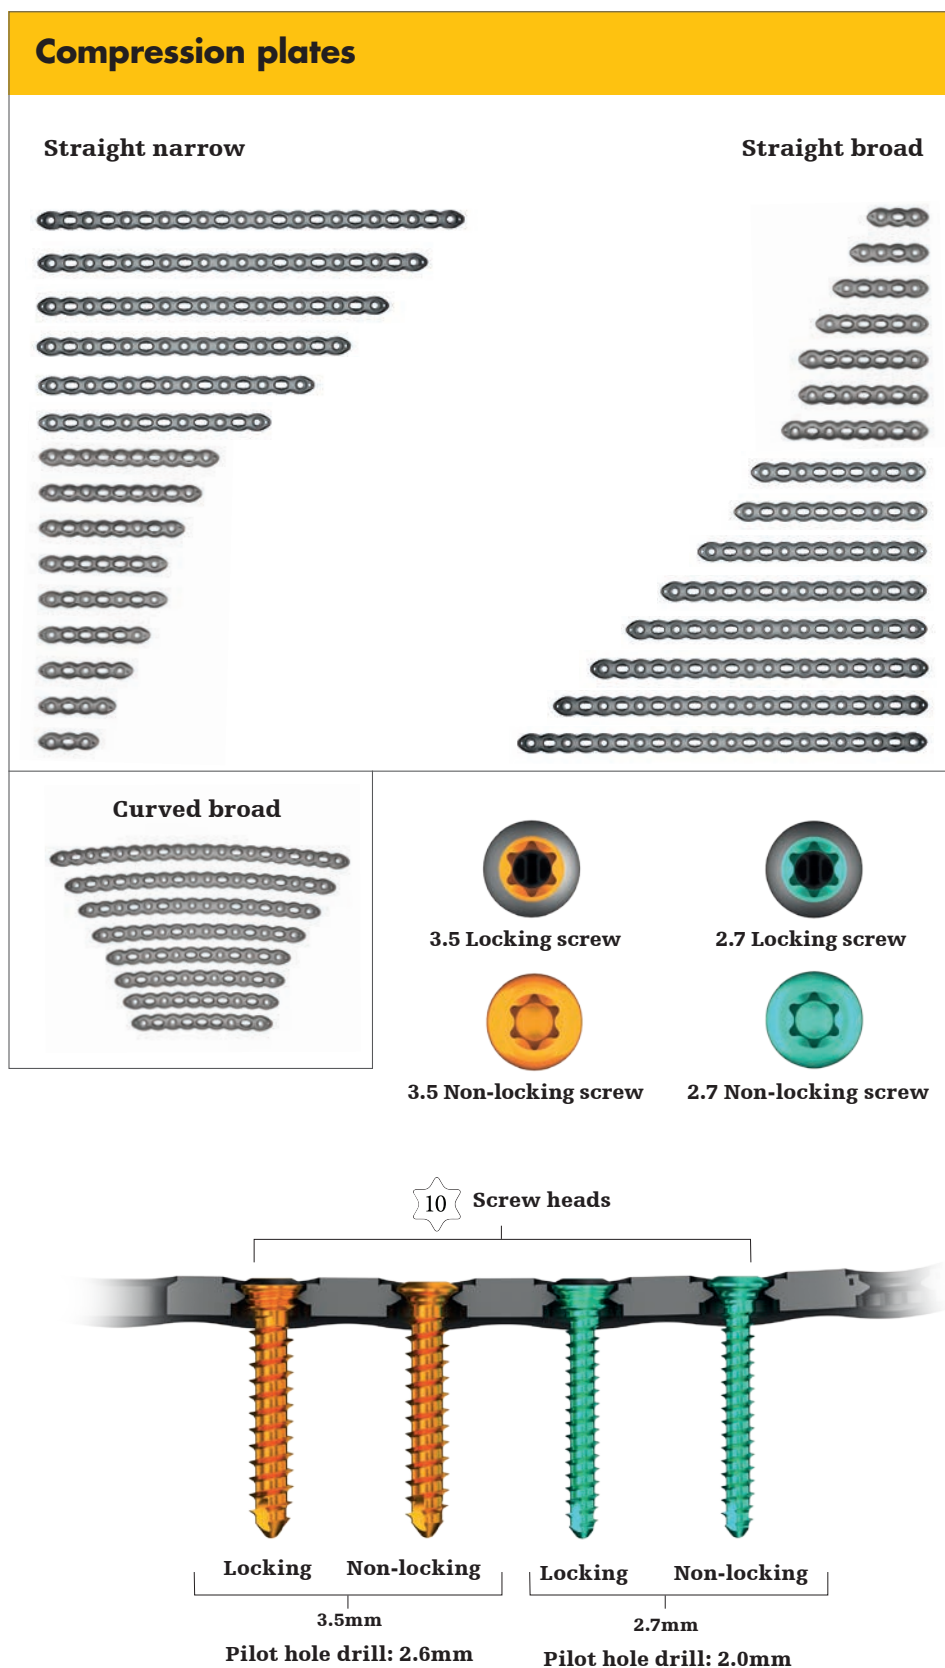 Compression plates
Straight narrow
Straight broad
Curved broad
3.5 Locking screw
2.7 Locking screw
3.5 Non-locking screw
2.7 Non-locking screw
10
Screw heads
Locking
Non-locking
Locking
Non-locking
3.5mm
2.7mm
Pilot hole drill: 2.6mm
Pilot hole drill: 2.0mm